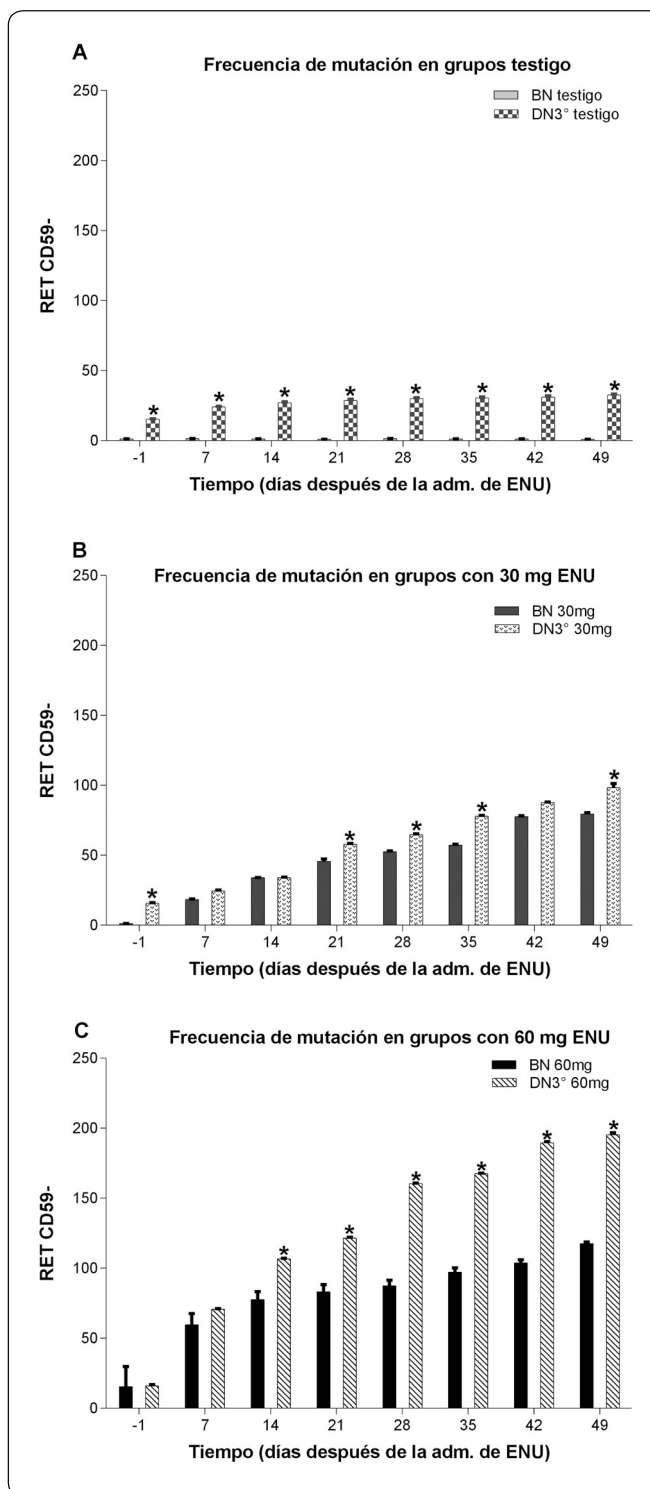 A
Frecuencia de mutación en grupos testigo
BN testigo
DN3° testigo
RET CD59-
250
200
150
100
50
0
* * * * * * * *
-1 7 14 21 28 35 42 49
Tiempo (días después de la adm. de ENU)
B
Frecuencia de mutación en grupos con 30 mg ENU
BN 30mg
DN3° 30mg
RET CD59-
250
200
150
100
50
0
* * * * *
-1 7 14 21 28 35 42 49
Tiempo (días después de la adm. de ENU)
C
Frecuencia de mutación en grupos con 60 mg ENU
BN 60mg
DN3° 60mg
RET CD59-
250
200
150
100
50
0
* * * * * *
-1 7 14 21 28 35 42 49
Tiempo (días después de la adm. de ENU)